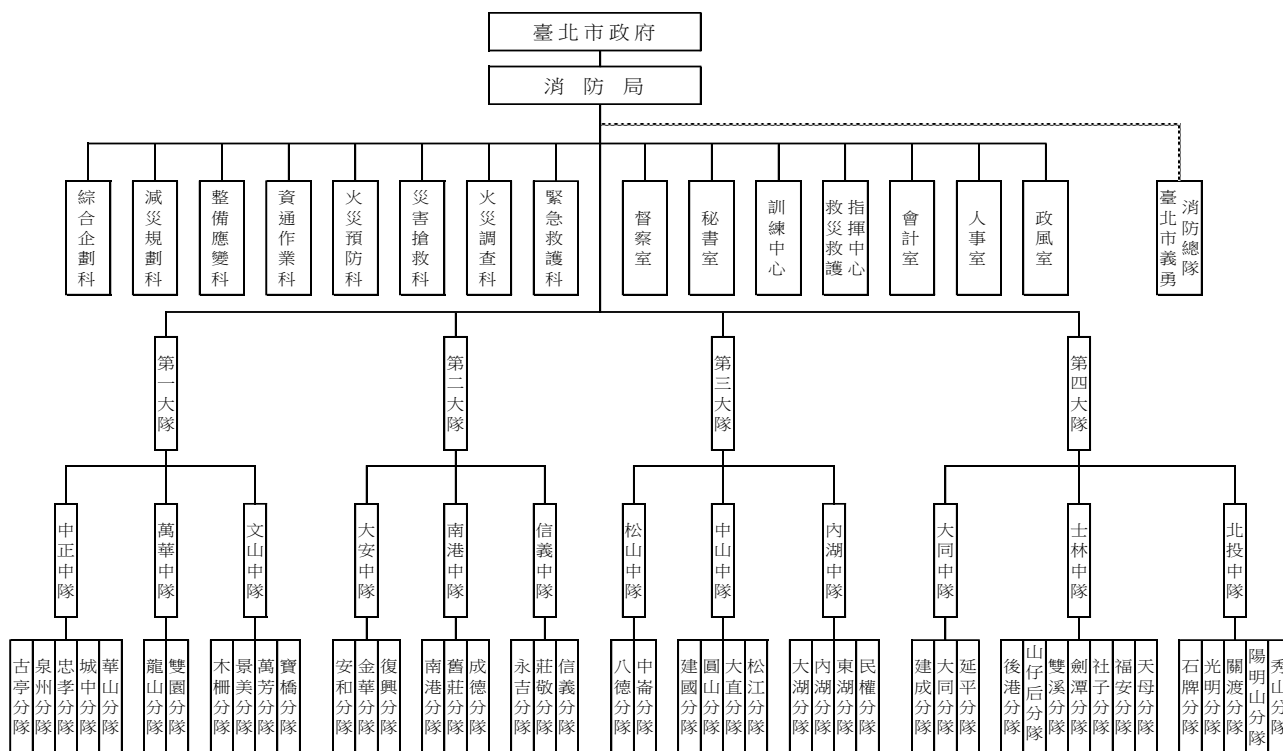 臺北市政府
消防局
綜合企劃科
減災規劃科
整備應變科
資通作業科
火災預防科
災害搶救科
火災調查科
緊急救護科
督察室
秘書室
訓練中心
救災救護
指揮中心
會計室
人事室
政風室
臺北市義勇
消防總隊
第一大隊
第二大隊
第三大隊
第四大隊
中正中隊
萬華中隊
文山中隊
大安中隊
南港中隊
信義中隊
松山中隊
中山中隊
內湖中隊
大同中隊
士林中隊
北投中隊
古亭分隊
泉州分隊
忠孝分隊
城中分隊
華山分隊
龍山分隊
雙園分隊
木柵分隊
景美分隊
萬芳分隊
寶橋分隊
安和分隊
金華分隊
復興分隊
南港分隊
舊莊分隊
成德分隊
永吉分隊
莊敬分隊
信義分隊
八德分隊
中崙分隊
建國分隊
圓山分隊
大直分隊
松江分隊
大湖分隊
內湖分隊
東湖分隊
民權分隊
建成分隊
大同分隊
延平分隊
後港分隊
山仔后分隊
雙溪分隊
劍潭分隊
社子分隊
福安分隊
天母分隊
石牌分隊
光明分隊
關渡分隊
陽明山分隊
秀山分隊